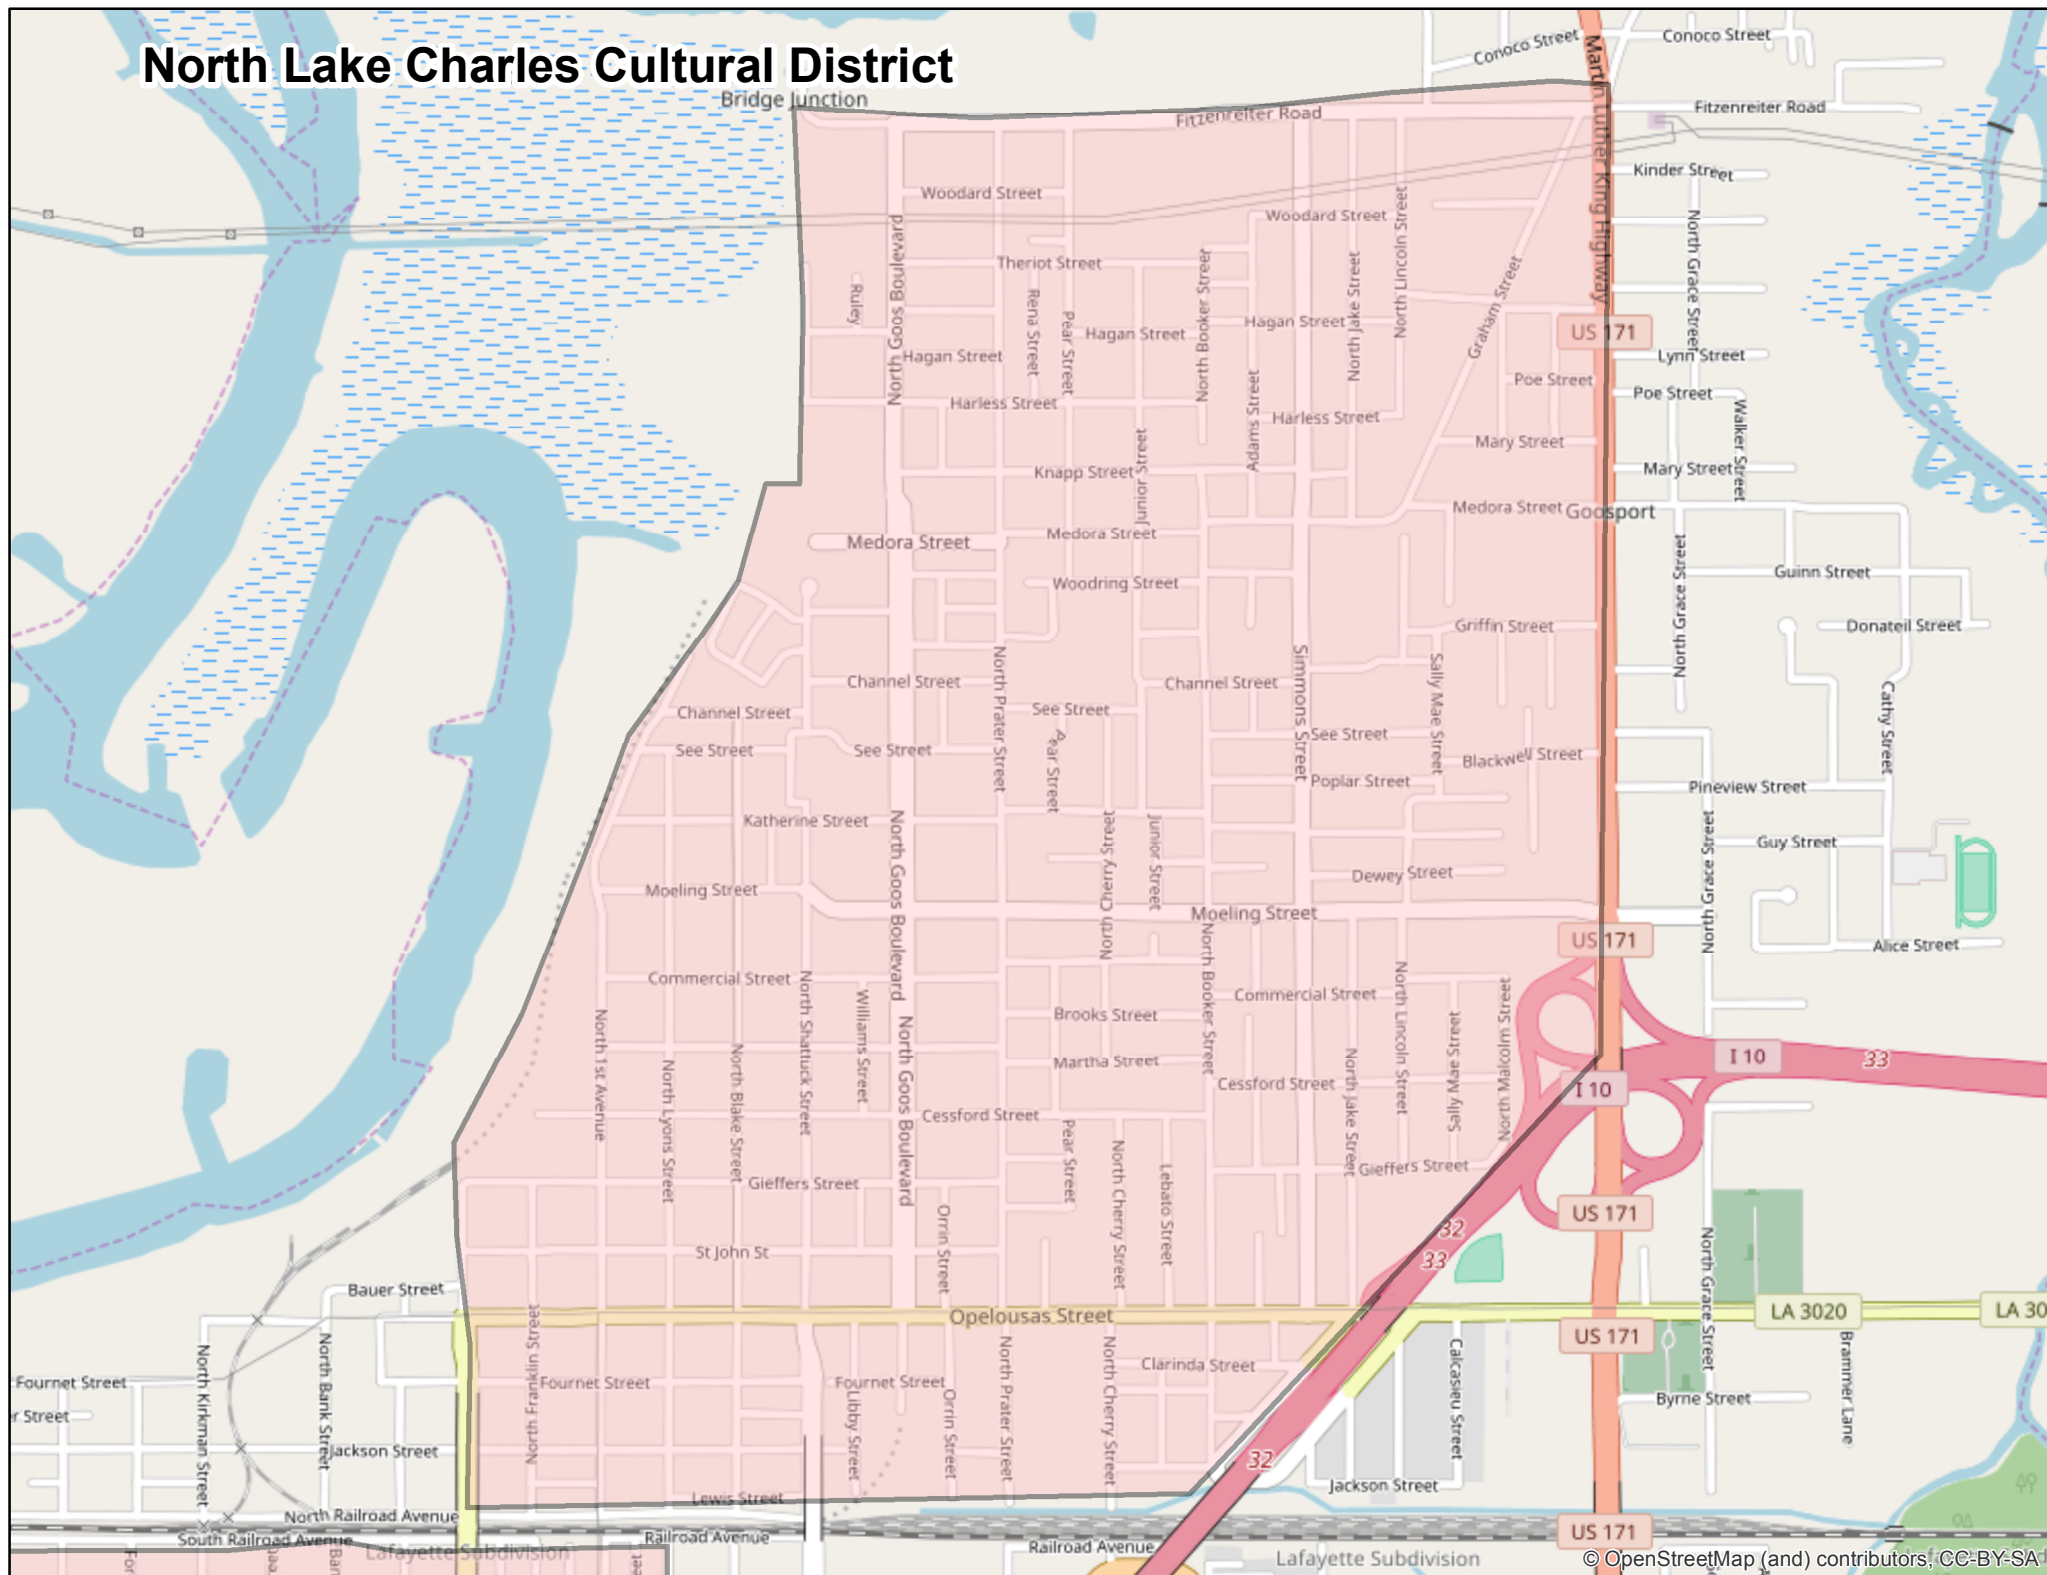 North Lake Charles Cultural District
Bridge Junction
Conoco Street
Conoco Street
Martin Luther King Highway
Fitzenreiter Road
Fitzenreiter Road
Kinder Street
Woodard Street
Woodard Street
North Goos Boulevard
North Lincoln Street
North Grace Street
Theriot Street
North Booker Street
North Jake Street
Graham Street
Ruley
Rena Street
Pear Street
Hagan Street
Hagan Street
Hagan Street
US 171
Lynn Street
Poe Street
Poe Street
Walker Street
Harless Street
Harless Street
Adams Street
Junior Street
Mary Street
Mary Street
Knapp Street
Medora Street
Goosport
Medora Street
Medora Street
Woodring Street
North Grace Street
Guinn Street
Griffin Street
Donateil Street
North Prater Street
Simmons Street
Sally Mae Street
Channel Street
Channel Street
Channel Street
Cathy Street
See Street
See Street
See Street
See Street
Pear Street
Blackwell Street
Poplar Street
Pineview Street
Katherine Street
North Goos Boulevard
North Cherry Street
Junior Street
North Grace Street
Guy Street
Dewey Street
Moeling Street
Moeling Street
US 171
Alice Street
North Booker Street
Commercial Street
Commercial Street
North Shattuck Street
Williams Street
North Lincoln Street
Sally Mae Street
North Malcolm Street
North 1st Avenue
North Goos Boulevard
Brooks Street
Martha Street
North Lyons Street
North Blake Street
North Jake Street
Cessford Street
Cessford Street
I 10
33
I 10
Pear Street
North Cherry Street
Lebato Street
Gieffers Street
Gieffers Street
Orrin Street
US 171
32
33
St John St
North Grace Street
Bauer Street
Opelousas Street
LA 3020
LA 30
US 171
North Franklin Street
North Kirkman Street
North Bank Street
North Prater Street
North Cherry Street
Clarinda Street
Calcasieu Street
Brammer Lane
Fournet Street
Fournet Street
Fournet Street
Libby Street
Orrin Street
Byrne Street
r Street
Jackson Street
32
Jackson Street
Lewis Street
North Railroad Avenue
South Railroad Avenue
Railroad Avenue
Railroad Avenue
US 171
Lafayette Subdivision
Lafayette Subdivision
© OpenStreetMap (and) contributors, CC-BY-SA